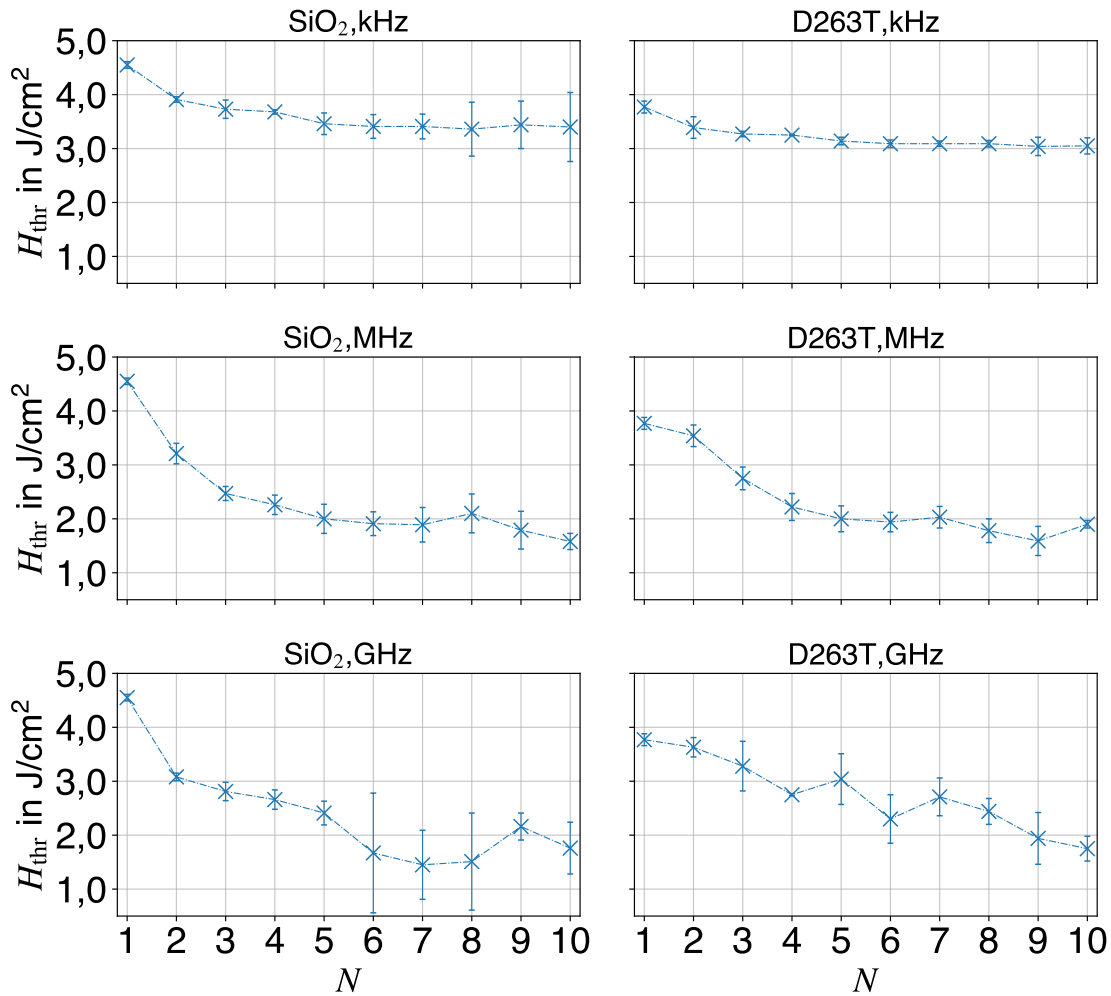 SiO₂,kHz
D263T,kHz
5,0
4,0
3,0
2,0
1,0
H_thr in J/cm²
SiO₂,MHz
D263T,MHz
5,0
4,0
3,0
2,0
1,0
H_thr in J/cm²
SiO₂,GHz
D263T,GHz
5,0
4,0
3,0
2,0
1,0
H_thr in J/cm²
1 2 3 4 5 6 7 8 9 10
1 2 3 4 5 6 7 8 9 10
N
N